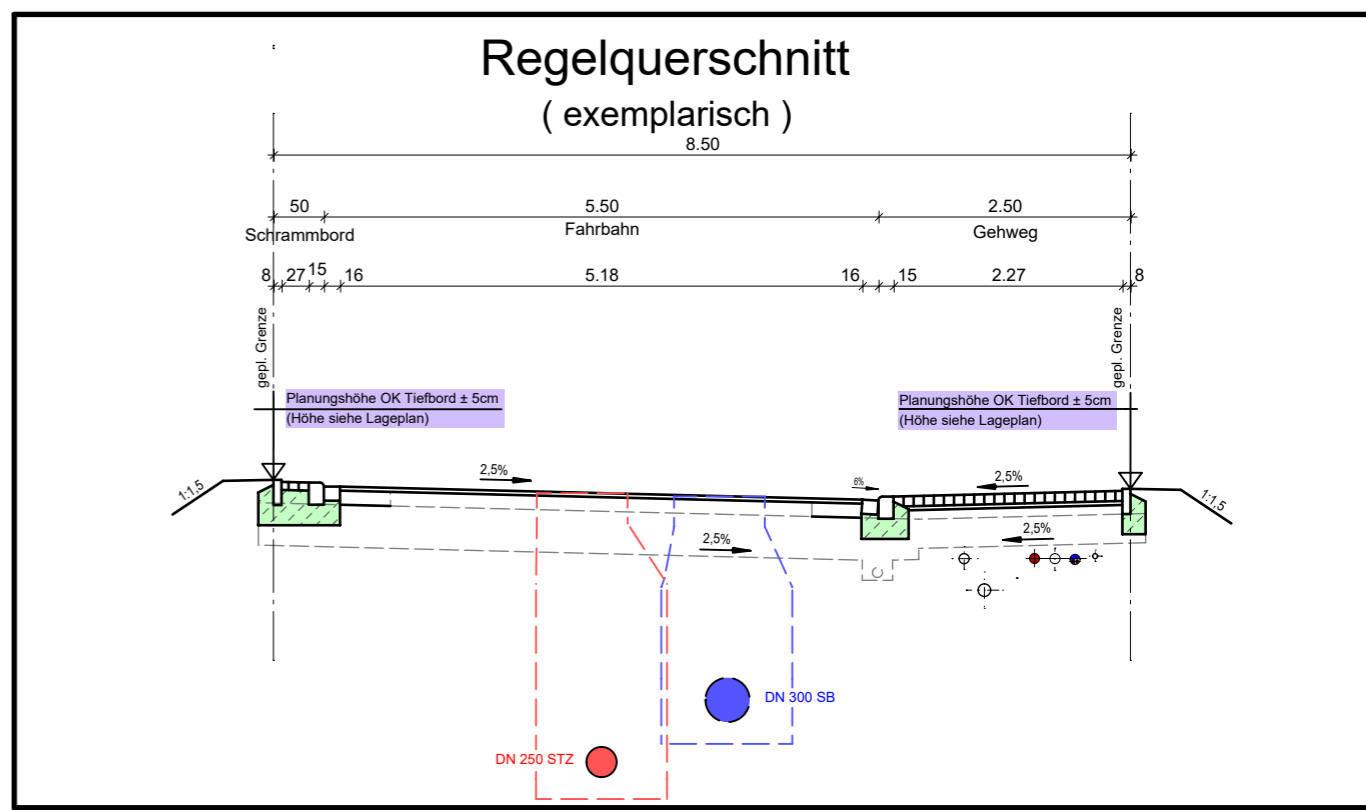 Regelquerschnitt
( exemplarisch )
8.50
50 5.50 2.50
Schrammbord Fahrbahn Gehweg
8 27 15 16 5.18 16 15 2.27 8
gepl. Grenze gepl. Grenze
Planungshöhe OK Tiefbord ± 5cm
(Höhe siehe Lageplan)
Planungshöhe OK Tiefbord ± 5cm
(Höhe siehe Lageplan)
1:1,5 2,5% 6% 2,5% 1:1,5
2,5% 2,5%
DN 300 SB
DN 250 STZ